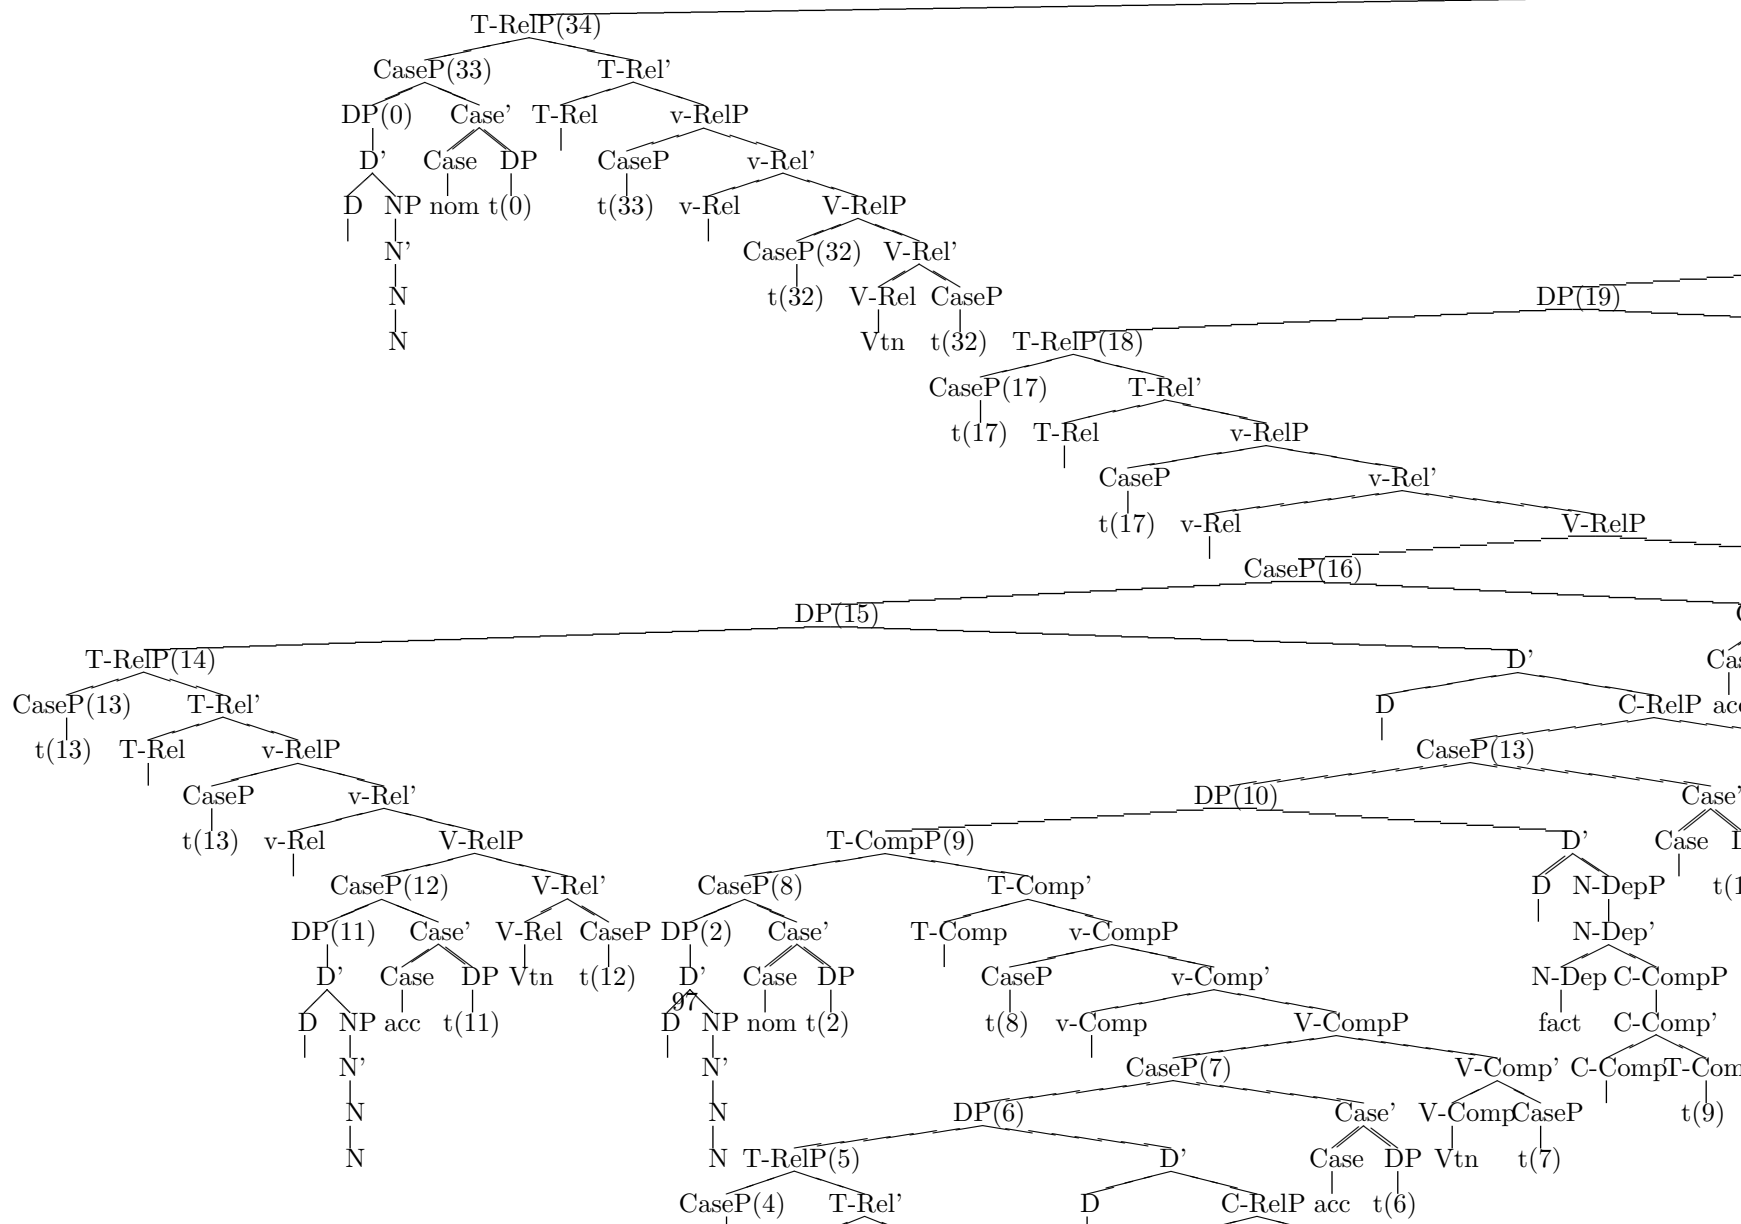 T-RelP(34)
CaseP(33) T-Rel'
DP(0) Case' T-Rel v-RelP
D' Case DP CaseP v-Rel'
D NP nom t(0) t(33) v-Rel V-RelP
N' CaseP(32) V-Rel'
N t(32) V-Rel CaseP DP(19)
N Vtn t(32) T-RelP(18)
CaseP(17) T-Rel'
t(17) T-Rel v-RelP
CaseP v-Rel'
t(17) v-Rel V-RelP
CaseP(16)
DP(15)
T-RelP(14) D'
CaseP(13) T-Rel' D C-RelP
t(13) T-Rel v-RelP CaseP(13)
CaseP v-Rel' DP(10) Case'
t(13) v-Rel V-RelP T-CompP(9) D' Case
CaseP(12) V-Rel' CaseP(8) T-Comp' D N-DepP
DP(11) Case' V-Rel CaseP DP(2) Case' T-Comp v-CompP N-Dep'
D' Case DP Vtn t(12) D' Case DP CaseP v-Comp' N-Dep C-CompP
97
D NP acc t(11) D NP nom t(2) t(8) v-Comp V-CompP fact C-Comp'
N' N' CaseP(7) V-Comp' C-Comp
N N DP(6) Case' V-Comp CaseP t(9)
N N T-RelP(5) D' Case DP Vtn t(7)
CaseP(4) T-Rel' D C-RelP acc t(6)